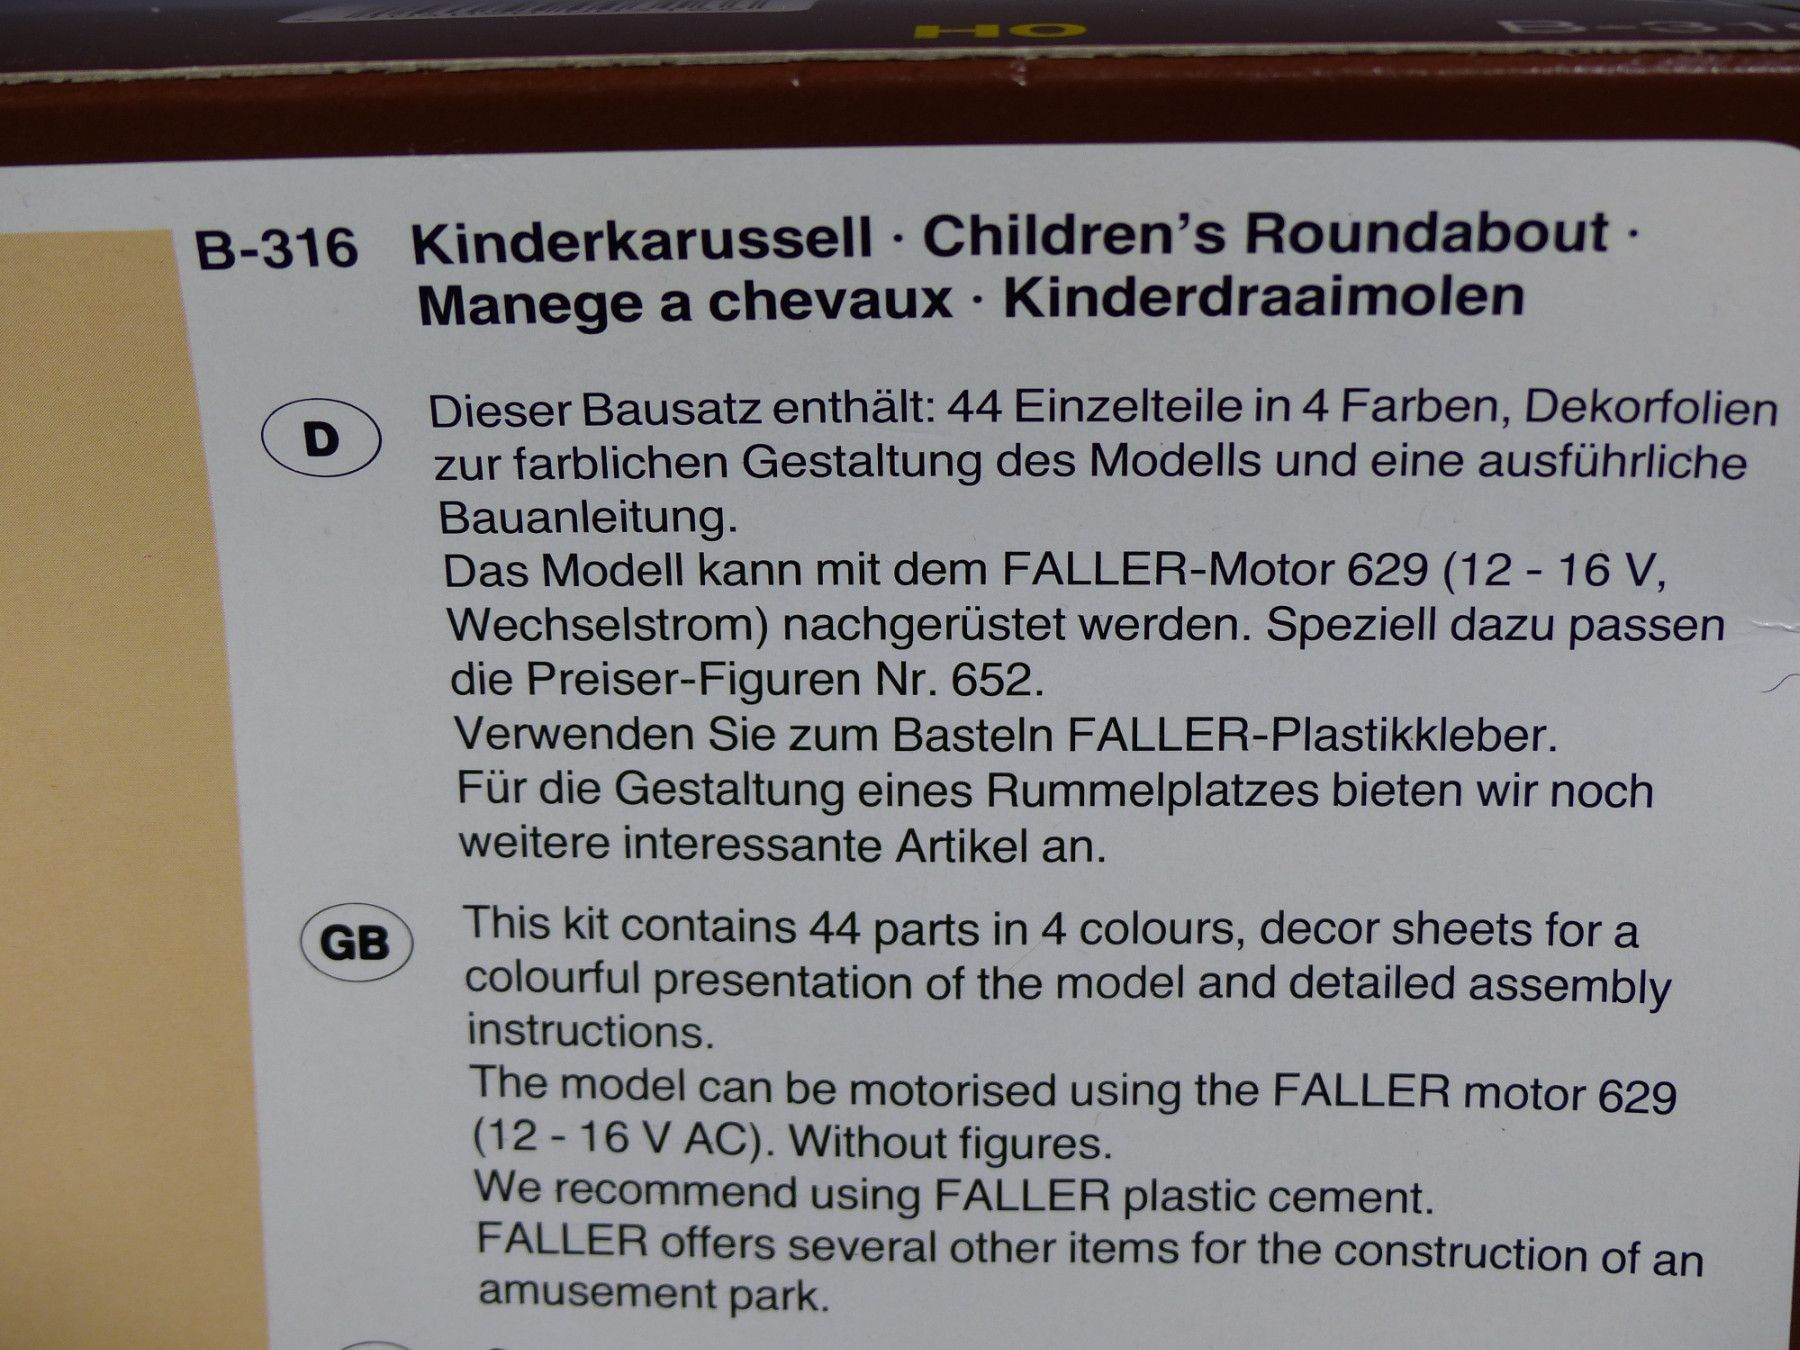 HO B-31
B-316 Kinderkarussell · Children's Roundabout ·
Manege a chevaux · Kinderdraaimolen
D
Dieser Bausatz enthält: 44 Einzelteile in 4 Farben, Dekorfolien
zur farblichen Gestaltung des Modells und eine ausführliche
Bauanleitung.
Das Modell kann mit dem FALLER-Motor 629 (12 - 16 V,
Wechselstrom) nachgerüstet werden. Speziell dazu passen
die Preiser-Figuren Nr. 652.
Verwenden Sie zum Basteln FALLER-Plastikkleber.
Für die Gestaltung eines Rummelplatzes bieten wir noch
weitere interessante Artikel an.
GB
This kit contains 44 parts in 4 colours, decor sheets for a
colourful presentation of the model and detailed assembly
instructions.
The model can be motorised using the FALLER motor 629
(12 - 16 V AC). Without figures.
We recommend using FALLER plastic cement.
FALLER offers several other items for the construction of an
amusement park.